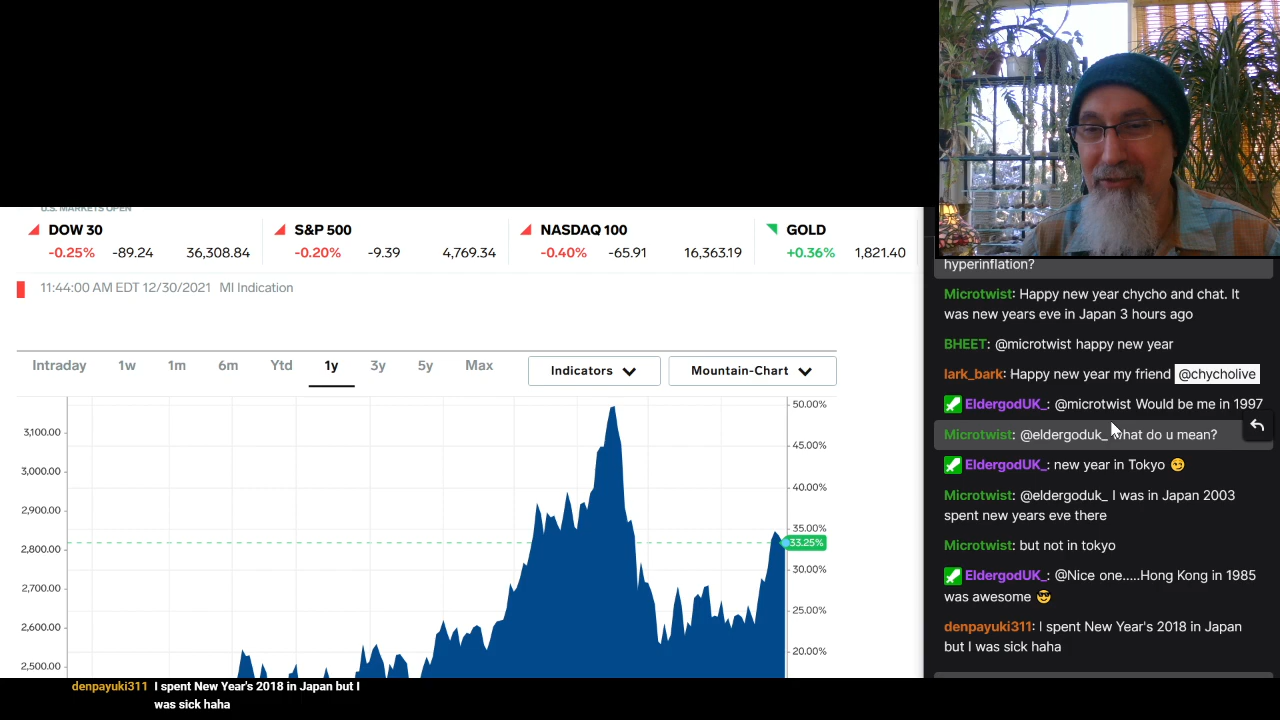 U.S. MARKETS OPEN
DOW 30
-0.25% -89.24 36,308.84
S&P 500
-0.20% -9.39 4,769.34
NASDAQ 100
-0.40% -65.91 16,363.19
GOLD
+0.36% 1,821.40
11:44:00 AM EDT 12/30/2021 MI Indication
Intraday 1w 1m 6m Ytd 1y 3y 5y Max
Indicators
Mountain-Chart
3,100.00
3,000.00
2,900.00
2,800.00
2,700.00
2,600.00
2,500.00
50.00%
45.00%
40.00%
35.00%
33.25%
30.00%
25.00%
20.00%
hyperinflation?
Microtwist: Happy new year chycho and chat. It
was new years eve in Japan 3 hours ago
BHEET: @microtwist happy new year
lark_bark: Happy new year my friend @chycholive
EldergodUK_: @microtwist Would be me in 1997
Microtwist: @eldergoduk_ what do u mean?
EldergodUK_: new year in Tokyo 😏
Microtwist: @eldergoduk_ I was in Japan 2003
spent new years eve there
Microtwist: but not in tokyo
EldergodUK_: @Nice one.....Hong Kong in 1985
was awesome 😎
denpayuki311: I spent New Year's 2018 in Japan
but I was sick haha
denpayuki311 I spent New Year's 2018 in Japan but I
was sick haha